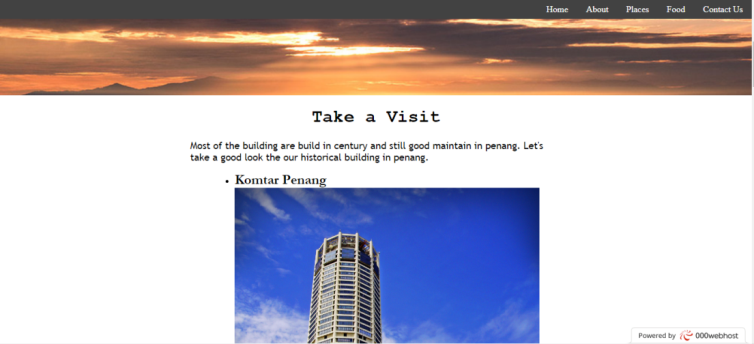 Home About Places Food Contact Us
Take a Visit
Most of the building are build in century and still good maintain in penang. Let's
take a good look the our historical building in penang.
Komtar Penang
Powered by 000webhost